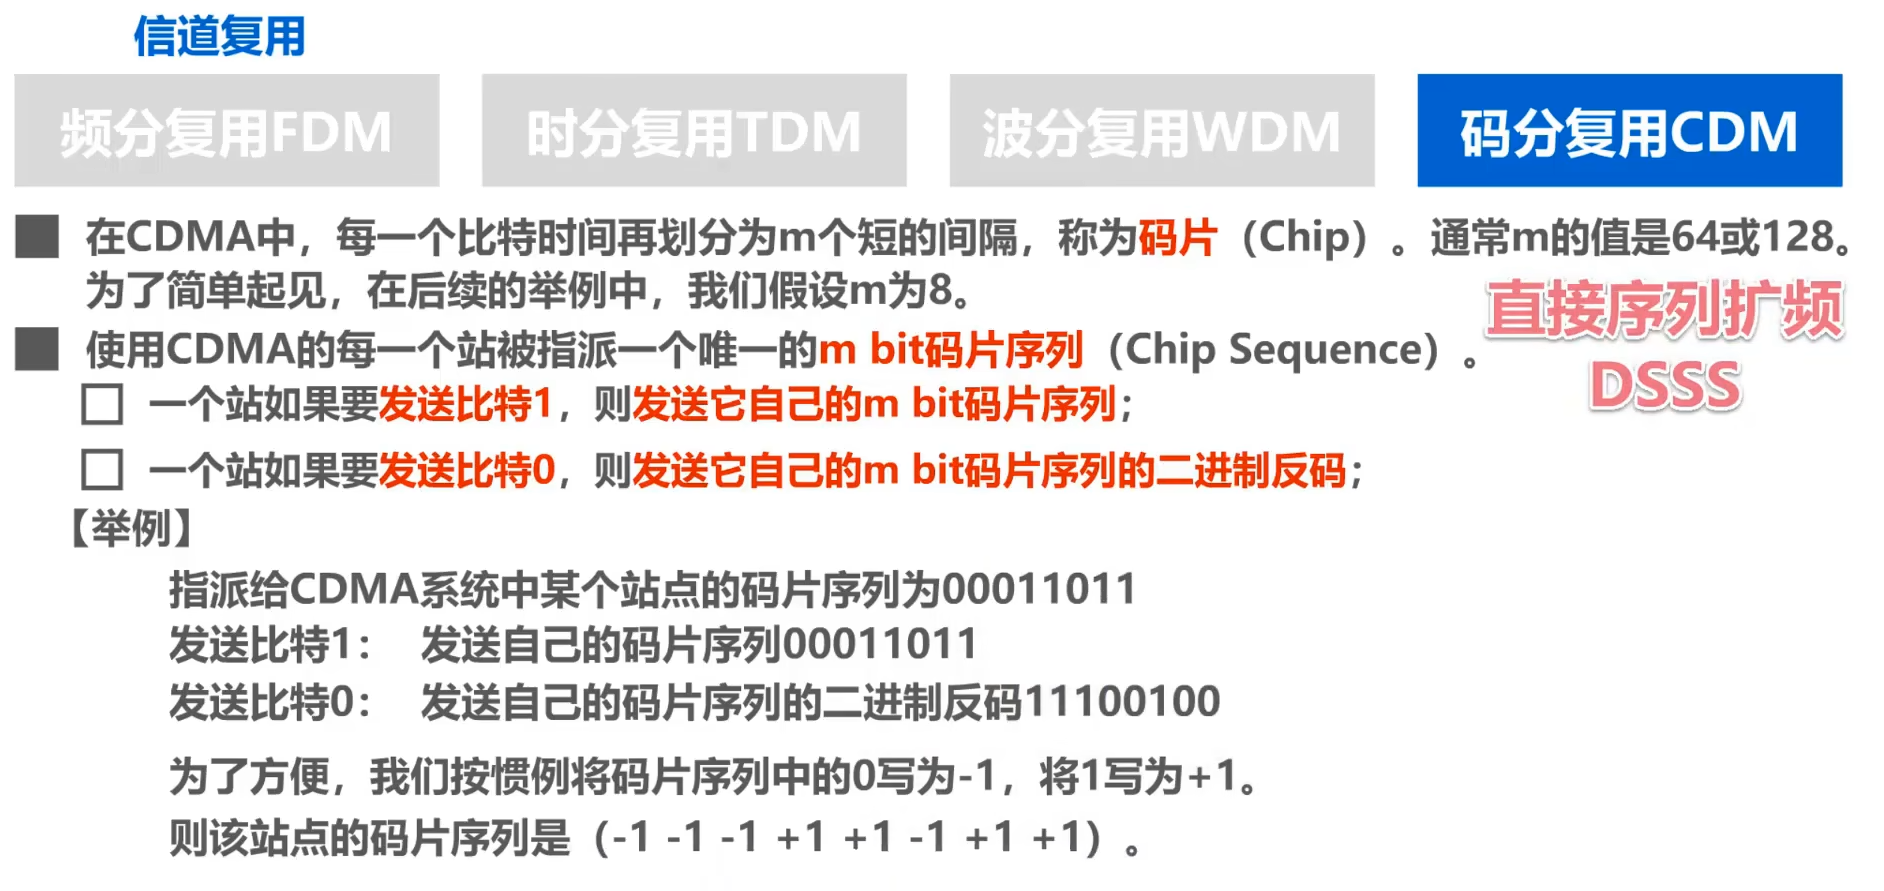 信道复用
频分复用FDM
时分复用TDM
波分复用WDM
码分复用CDM
在CDMA中，每一个比特时间再划分为m个短的间隔，称为码片（Chip）。通常m的值是64或128。
为了简单起见，在后续的举例中，我们假设m为8。
直接序列扩频
DSSS
使用CDMA的每一个站被指派一个唯一的m bit码片序列（Chip Sequence）。
一个站如果要发送比特1，则发送它自己的m bit码片序列；
一个站如果要发送比特0，则发送它自己的m bit码片序列的二进制反码；
【举例】
指派给CDMA系统中某个站点的码片序列为00011011
发送比特1： 发送自己的码片序列00011011
发送比特0： 发送自己的码片序列的二进制反码11100100
为了方便，我们按惯例将码片序列中的0写为-1，将1写为+1。
则该站点的码片序列是（-1 -1 -1 +1 +1 -1 +1 +1）。